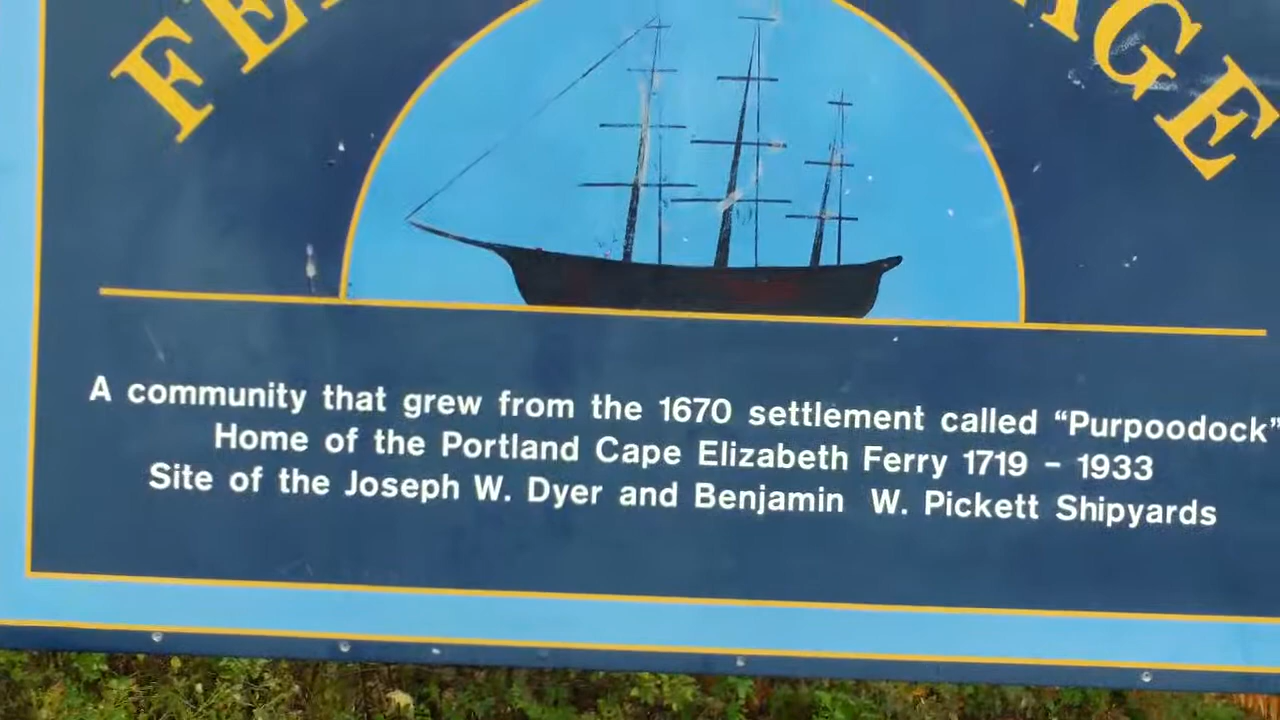 A community that grew from the 1670 settlement called “Purpoodock”
Home of the Portland Cape Elizabeth Ferry 1719 – 1933
Site of the Joseph W. Dyer and Benjamin W. Pickett Shipyards